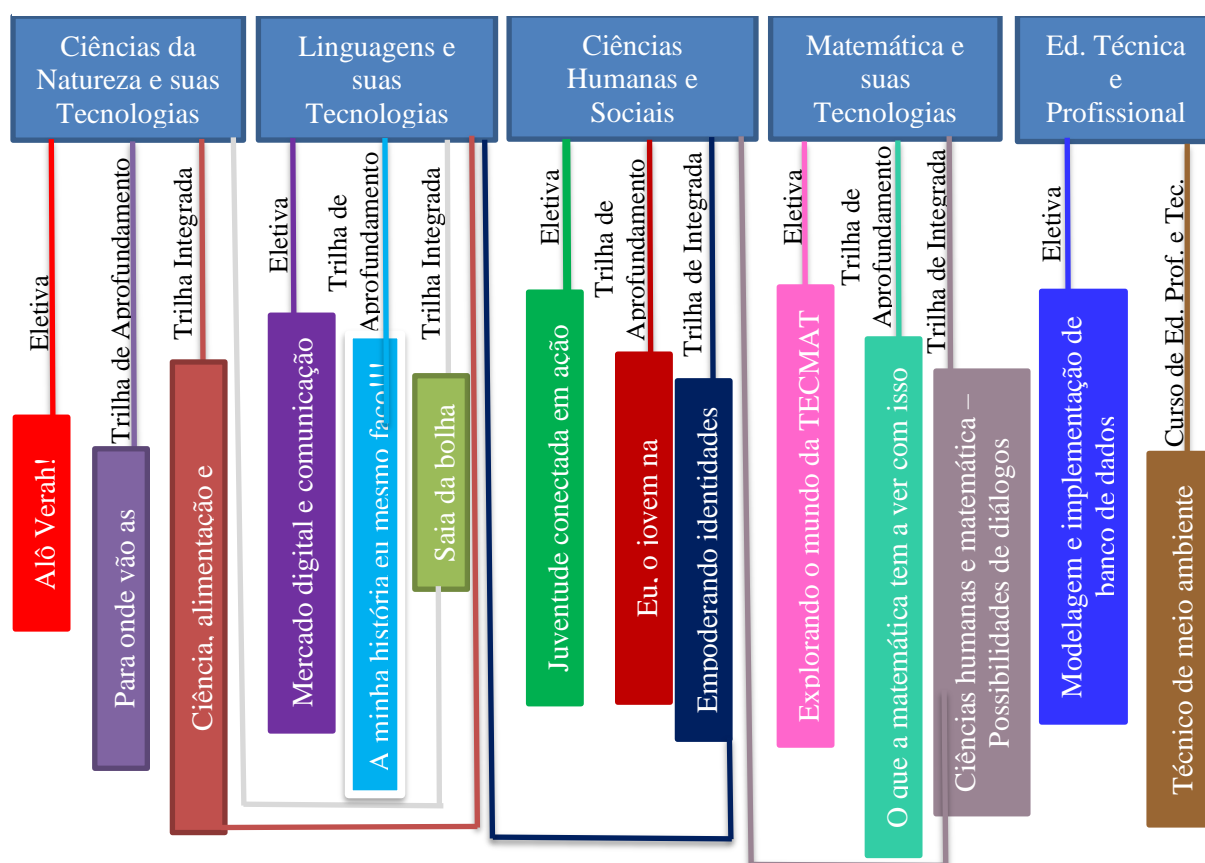 Ciências da
Natureza e suas
Tecnologias
Linguagens e
suas
Tecnologias
Ciências
Humanas e
Sociais
Matemática e
suas
Tecnologias
Ed. Técnica
e
Profissional
Eletiva
Alô Verah!
Trilha de Aprofundamento
Para onde vão as
Trilha Integrada
Ciência, alimentação e
Eletiva
Mercado digital e comunicação
Trilha de
Aprofundamento
A minha história eu mesmo faço!!!
Trilha Integrada
Saia da bolha
Eletiva
Juventude conectada em ação
Trilha de
Aprofundamento
Eu, o jovem na
Trilha de Integrada
Empoderando identidades
Eletiva
Explorando o mundo da TECMAT
Trilha de
Aprofundamento
O que a matemática tem a ver com isso
Trilha de Integrada
Ciências humanas e matemática –
Possibilidades de diálogos
Eletiva
Modelagem e implementação de
banco de dados
Curso de Ed. Prof. e Tec.
Técnico de meio ambiente